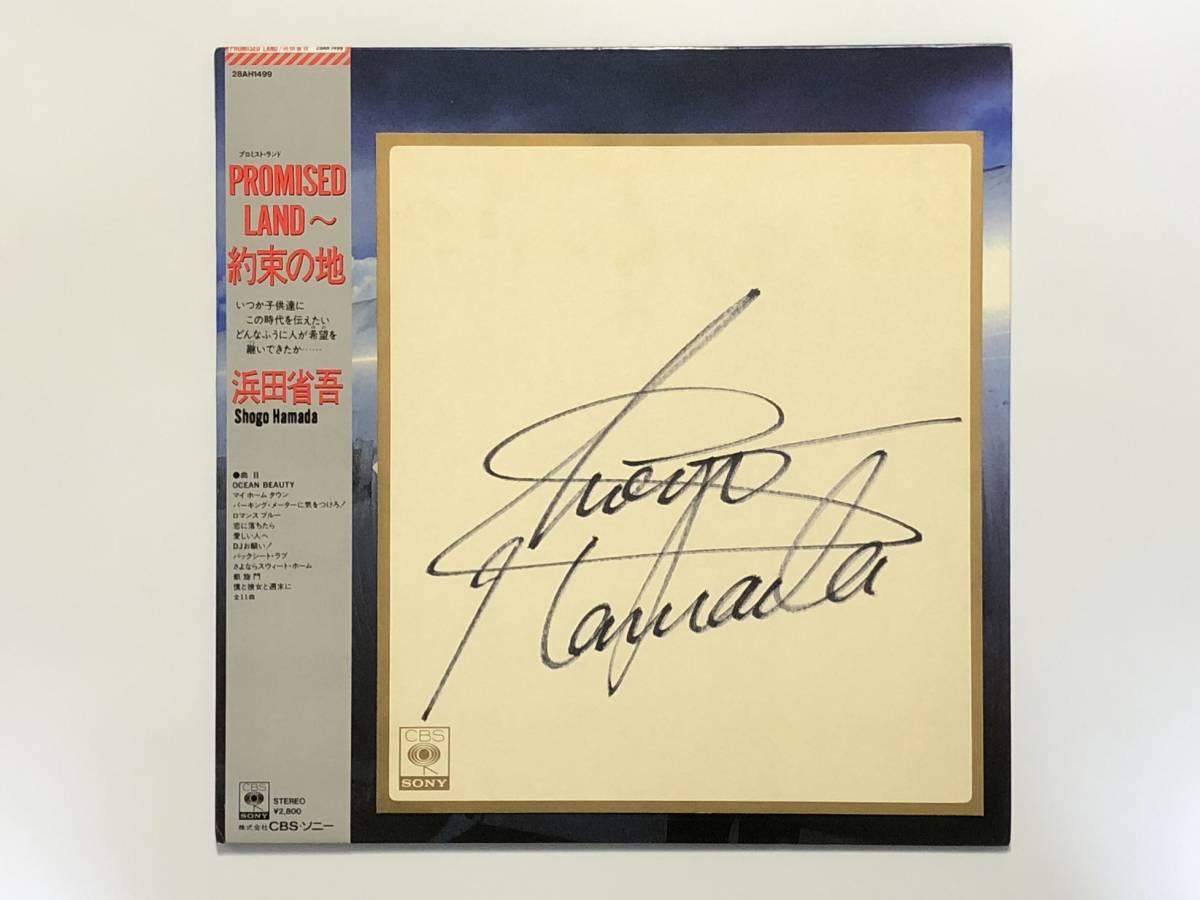 PROMISED LAND/浜田省吾 28AH1499
28AH1499
プロミスト・ランド
PROMISED
LAND〜
約束の地
いつか子供達に
この時代を伝えたい
どんなふうに人が希望を
継いできたか……
浜田省吾
Shogo Hamada
●曲目
OCEAN BEAUTY
マイ ホーム タウン
パーキング・メーターに気をつけろ!
ロマンス ブルー
恋に落ちたら
愛しい人へ
DJお願い!
バックシート・ラブ
さよならスウィート・ホーム
凱旋門
僕と彼女と週末に
全11曲
CBS
SONY
STEREO
¥2,800
株式会社 CBS・ソニー
Shogo
Hamada
CBS
SONY